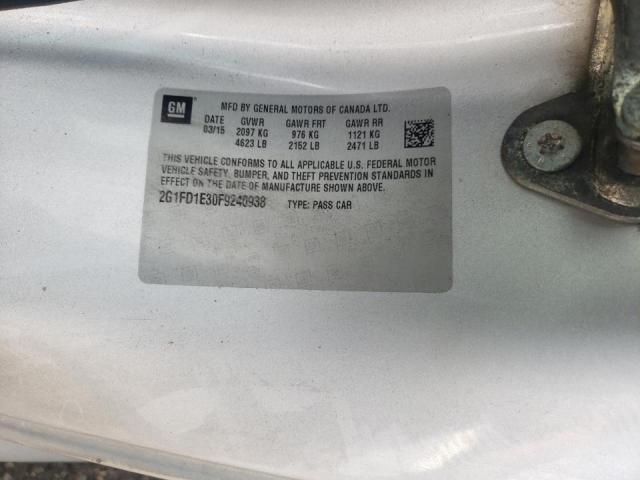 GM
MFD BY GENERAL MOTORS OF CANADA LTD.
DATE GVWR GAWR FRT GAWR RR
03/15 2097 KG 976 KG 1121 KG
4623 LB 2152 LB 2471 LB
THIS VEHICLE CONFORMS TO ALL APPLICABLE U.S. FEDERAL MOTOR
VEHICLE SAFETY, BUMPER, AND THEFT PREVENTION STANDARDS IN
EFFECT ON THE DATE OF MANUFACTURE SHOWN ABOVE.
2G1FD1E30F9240938 TYPE: PASS CAR